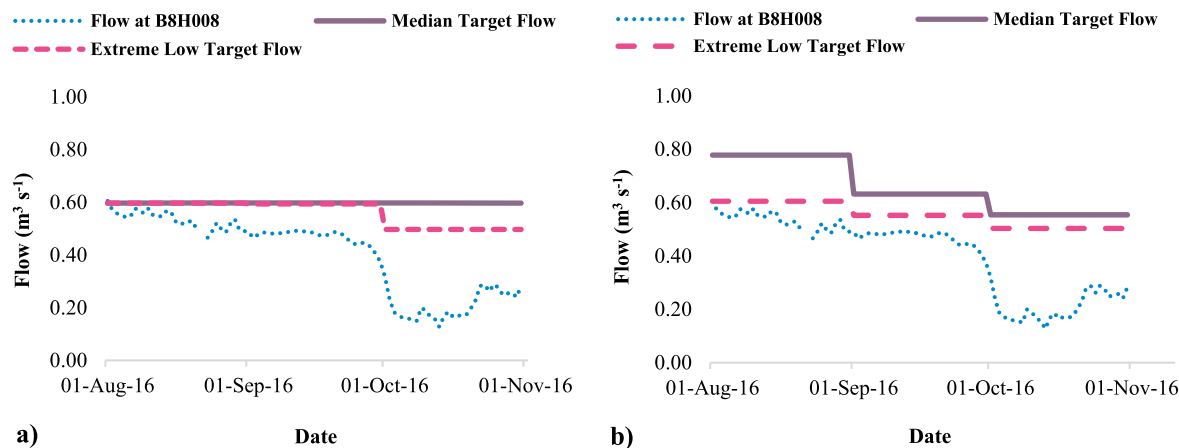 Flow at B8H008
Median Target Flow
Extreme Low Target Flow
Flow (m³ s⁻¹)
1.00
0.80
0.60
0.40
0.20
0.00
01-Aug-16
01-Sep-16
01-Oct-16
01-Nov-16
a)
Date
Flow at B8H008
Median Target Flow
Extreme Low Target Flow
Flow (m³ s⁻¹)
1.00
0.80
0.60
0.40
0.20
0.00
01-Aug-16
01-Sep-16
01-Oct-16
01-Nov-16
b)
Date